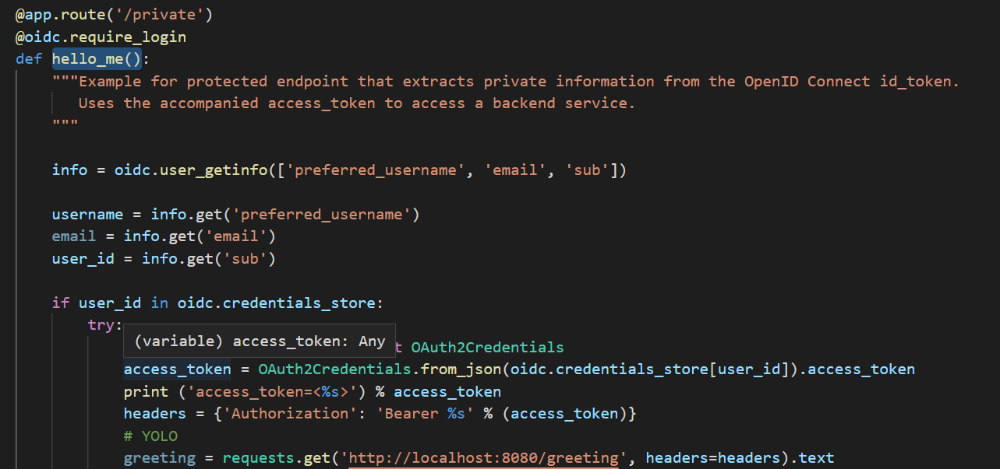 @app.route('/private')
@oidc.require_login
def hello_me():
"""Example for protected endpoint that extracts private information from the OpenID Connect id_token.
Uses the accompanied access_token to access a backend service.
"""
info = oidc.user_getinfo(['preferred_username', 'email', 'sub'])
username = info.get('preferred_username')
email = info.get('email')
user_id = info.get('sub')
if user_id in oidc.credentials_store:
try:
(variable) access_token: Any
t OAuth2Credentials
access_token = OAuth2Credentials.from_json(oidc.credentials_store[user_id]).access_token
print ('access_token=<%s>') % access_token
headers = {'Authorization': 'Bearer %s' % (access_token)}
# YOLO
greeting = requests.get('http://localhost:8080/greeting', headers=headers).text